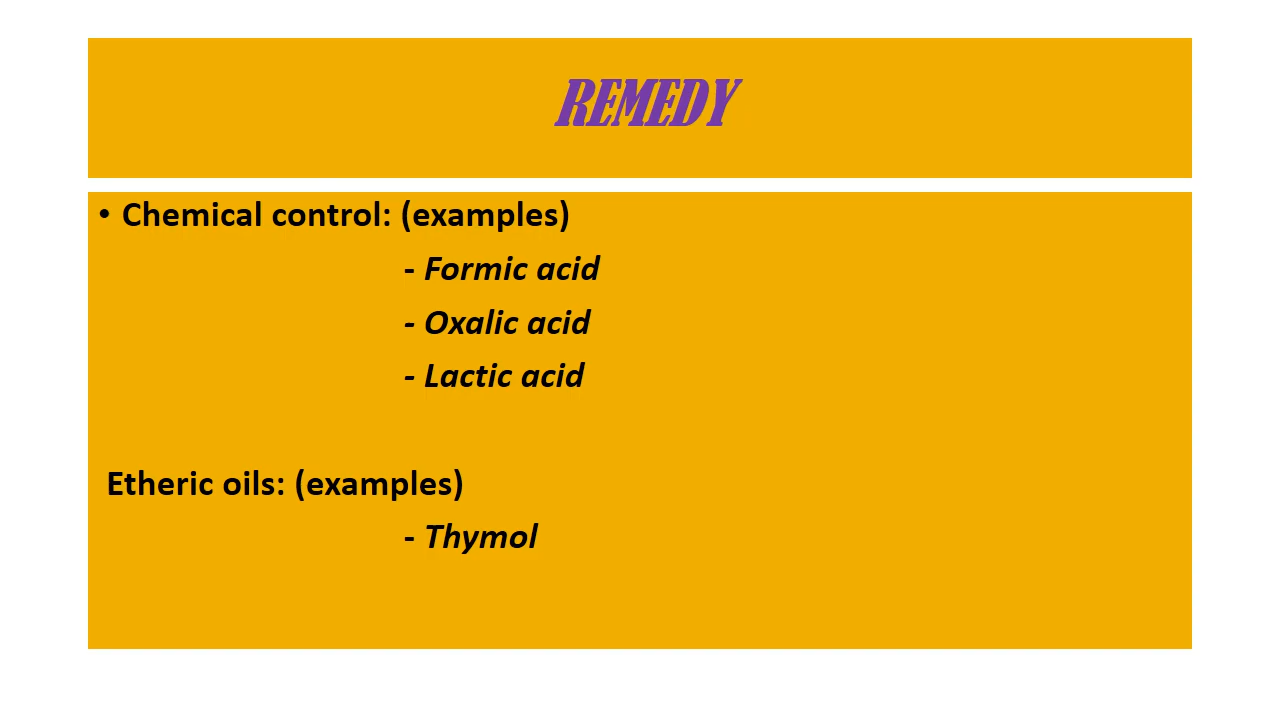 REMEDY
• Chemical control: (examples)
- Formic acid
- Oxalic acid
- Lactic acid
Etheric oils: (examples)
- Thymol